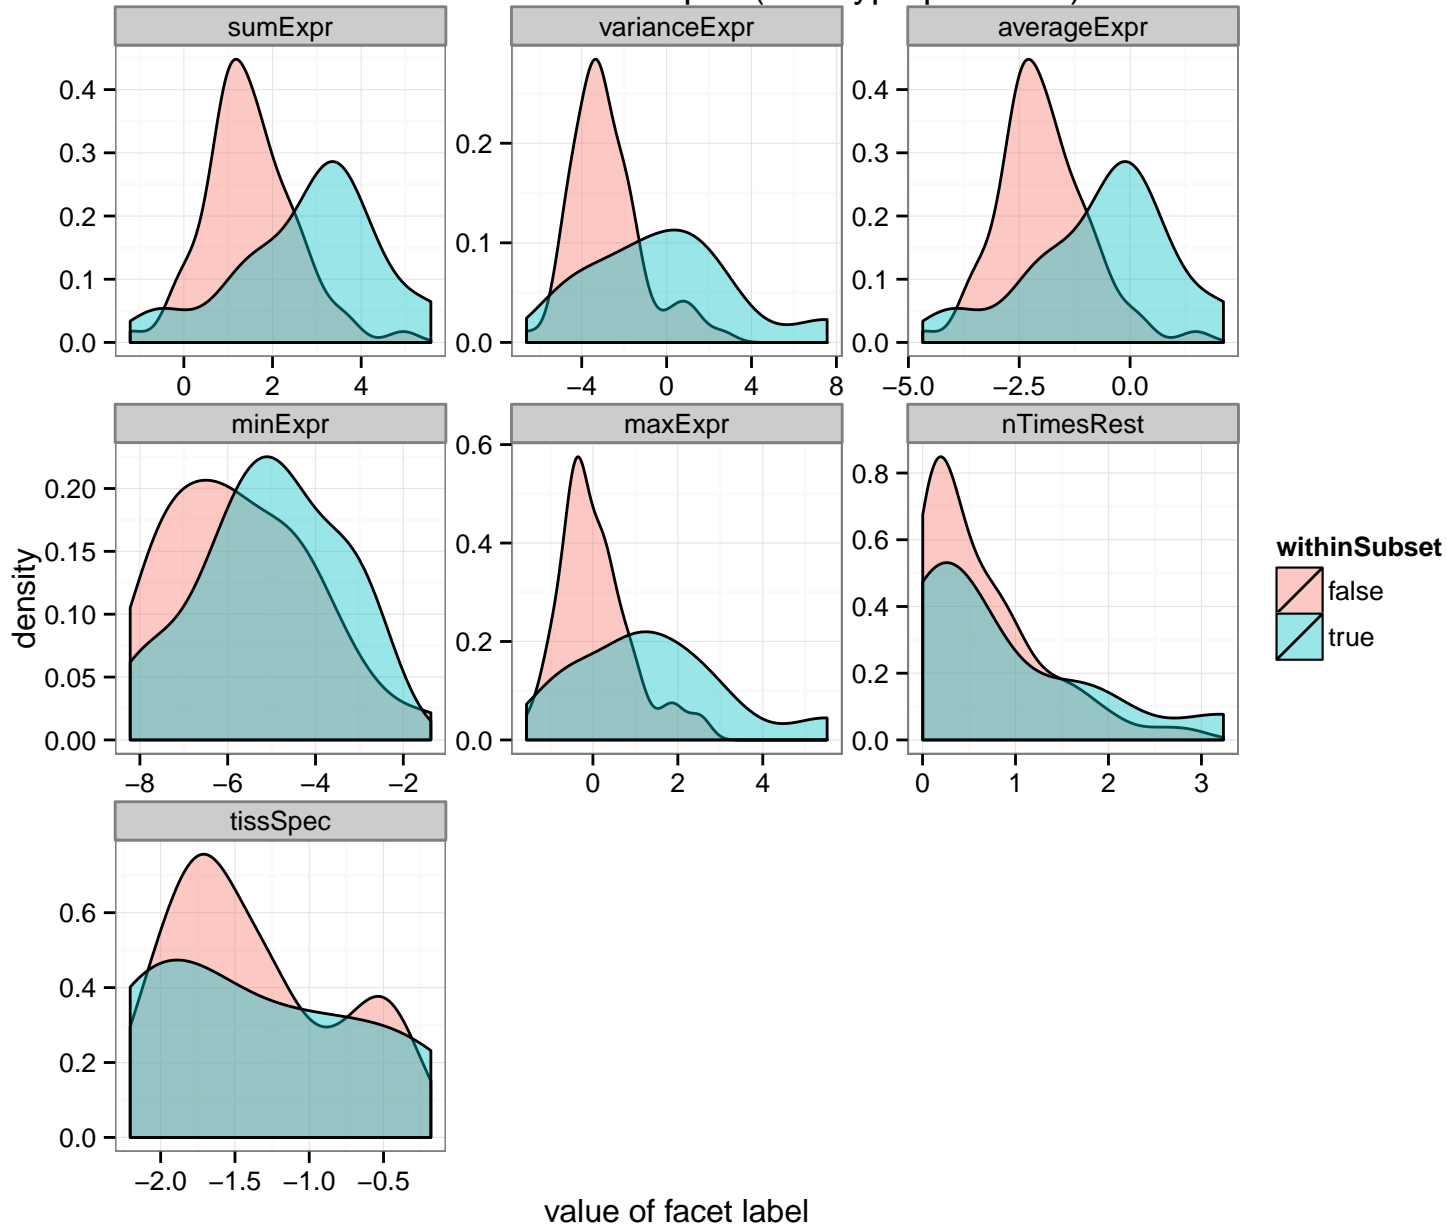 sumExpr
varianceExpr
averageExpr
0.4
0.3
0.2
0.1
0.0
0.2
0.1
0.0
0.4
0.3
0.2
0.1
0.0
0 2 4
−4 0 4 8
−5.0 −2.5 0.0
minExpr
maxExpr
nTimesRest
0.20
0.15
0.10
0.05
0.00
0.6
0.4
0.2
0.0
0.8
0.6
0.4
0.2
0.0
−8 −6 −4 −2
0 2 4
0 1 2 3
tissSpec
0.6
0.4
0.2
0.0
−2.0 −1.5 −1.0 −0.5
density
value of facet label
withinSubset
false
true